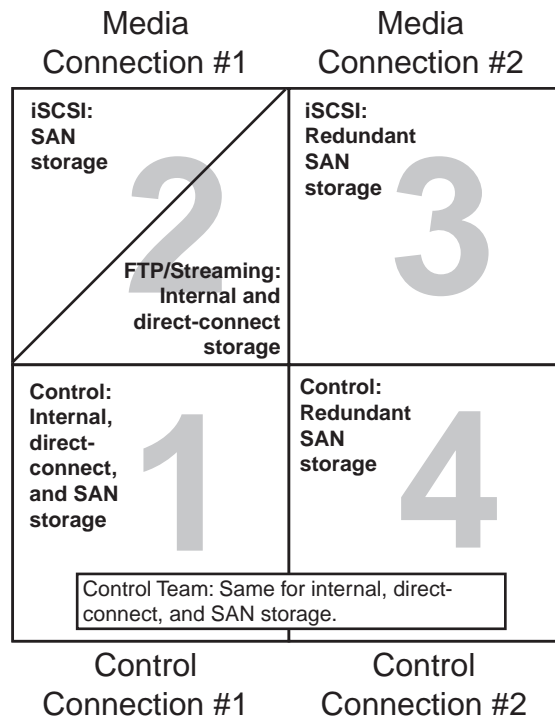 Media
Connection #1
Media
Connection #2
iSCSI:
SAN
storage
2
FTP/Streaming:
Internal and
direct-connect
storage
iSCSI:
Redundant
SAN
storage
3
Control:
Internal,
direct-
connect,
and SAN
storage
1
Control:
Redundant
SAN
storage
4
Control Team: Same for internal, direct-
connect, and SAN storage.
Control
Connection #1
Control
Connection #2